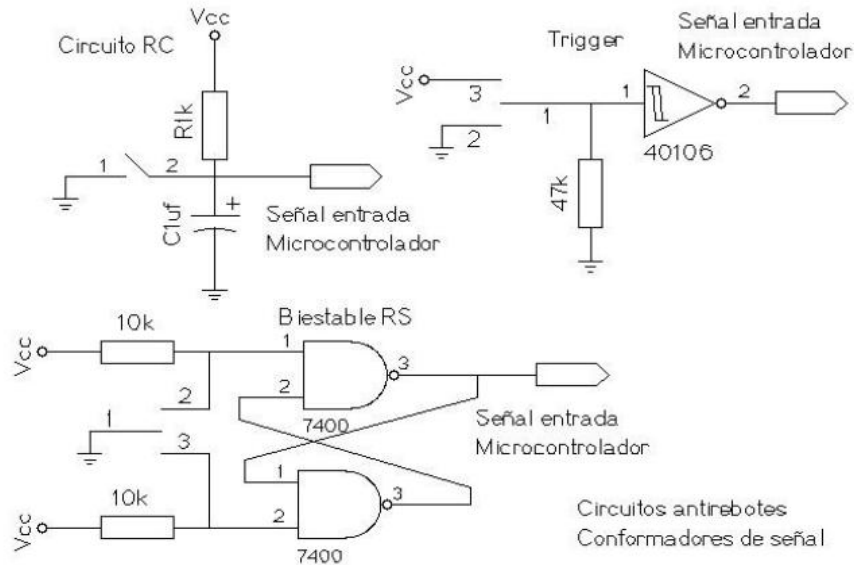 Vcc
Circuito RC
R1k
1
2
C1uf
+
Señal entrada
Microcontrolador
Trigger
Señal entrada
Microcontrolador
Vcc
3
1
2
1
2
40106
47k
Biestable RS
10k
Vcc
1
2
3
7400
2
1
3
Señal entrada
Microcontrolador
1
2
3
7400
10k
Vcc
Circuitos antirebotes
Conformadores de señal